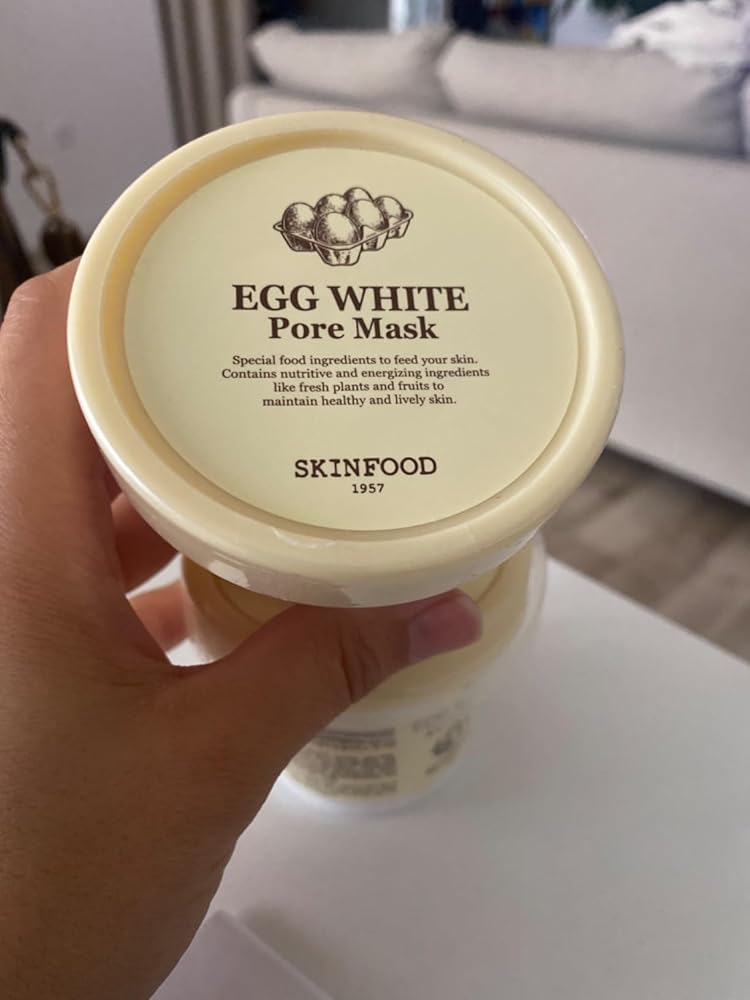 EGG WHITE
Pore Mask
Special food ingredients to feed your skin.
Contains nutritive and energizing ingredients
like fresh plants and fruits to
maintain healthy and lively skin.
SKINFOOD
1957